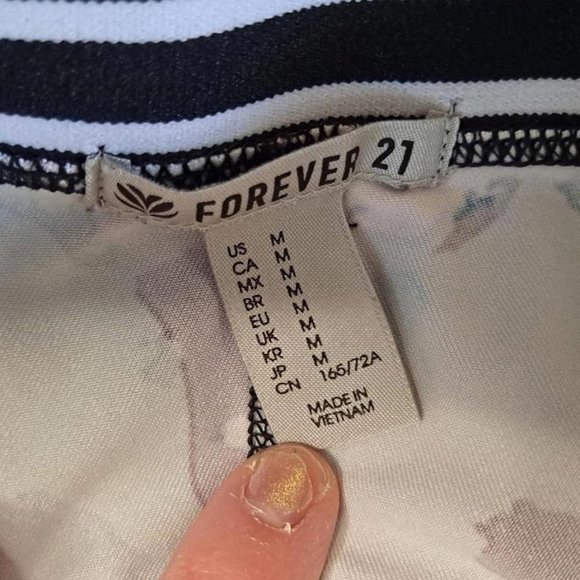 FOREVER 21
US M
CA M
MX M
BR M
EU M
UK M
KR M
JP M
CN 165/72A
MADE IN
VIETNAM